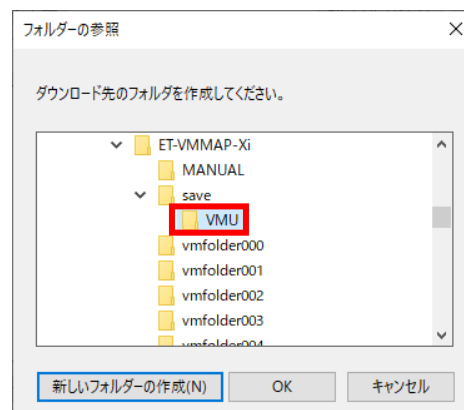 フォルダーの参照
ダウンロード先のフォルダを作成してください。
ET-VMMAP-Xi
MANUAL
save
VMU
vmfolder000
vmfolder001
vmfolder002
vmfolder003
vmfolder004
新しいフォルダーの作成(N)
OK
キャンセル